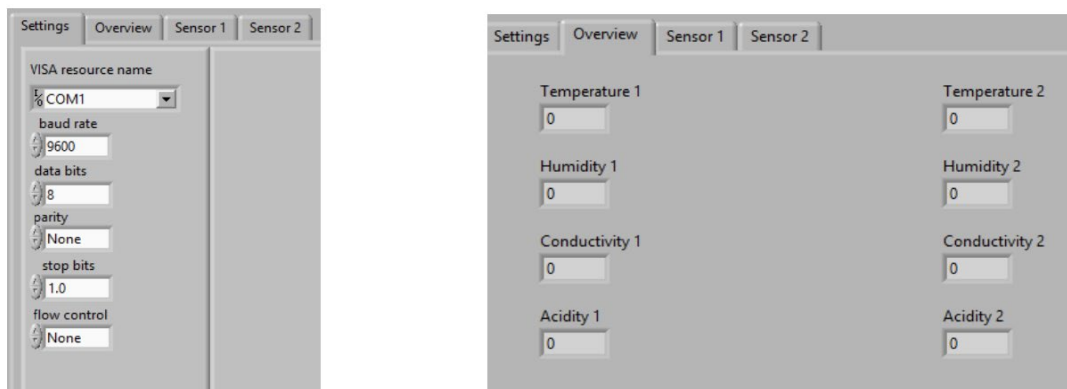 Settings Overview Sensor 1 Sensor 2
VISA resource name
COM1
baud rate
9600
data bits
8
parity
None
stop bits
1.0
flow control
None
Settings Overview Sensor 1 Sensor 2
Temperature 1 Temperature 2
0 0
Humidity 1 Humidity 2
0 0
Conductivity 1 Conductivity 2
0 0
Acidity 1 Acidity 2
0 0